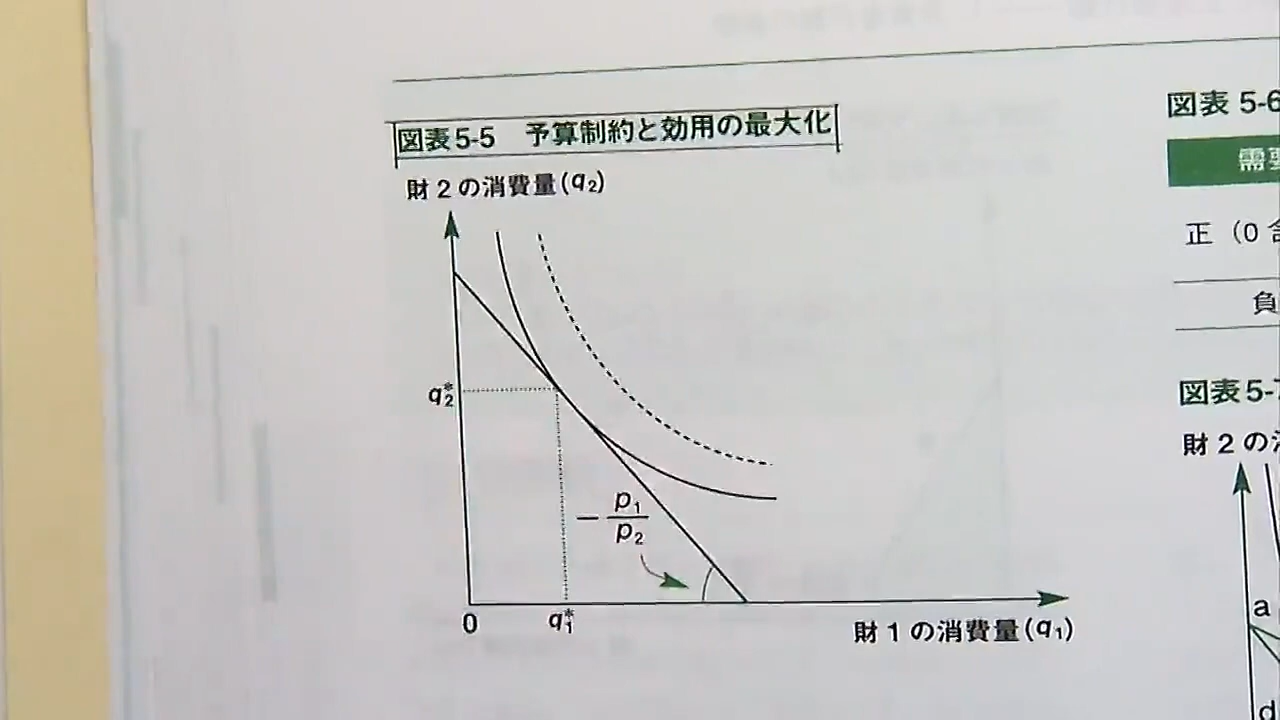 図表5-5 予算制約と効用の最大化
財2の消費量(q₂)
q₂*
− p₁
p₂
0
q₁*
財1の消費量(q₁)
図表5-6
需
正（0
負
図表5-
財2の
a
d